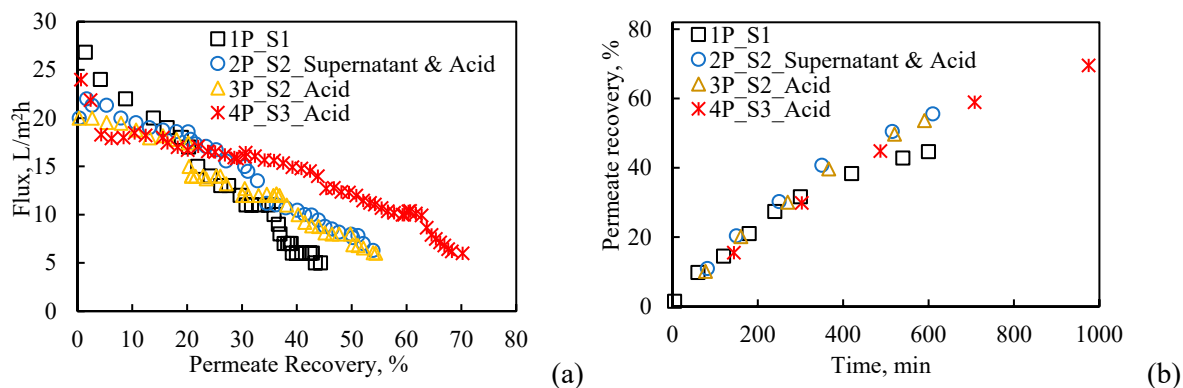 30
25
20
15
10
5
0
Flux, L/m²h
1P_S1
2P_S2_Supernatant & Acid
3P_S2_Acid
4P_S3_Acid
0 10 20 30 40 50 60 70 80
Permeate Recovery, %
(a)
80
60
40
20
0
Permeate recovery, %
1P_S1
2P_S2_Supernatant & Acid
3P_S2_Acid
4P_S3_Acid
0 200 400 600 800 1000
Time, min
(b)